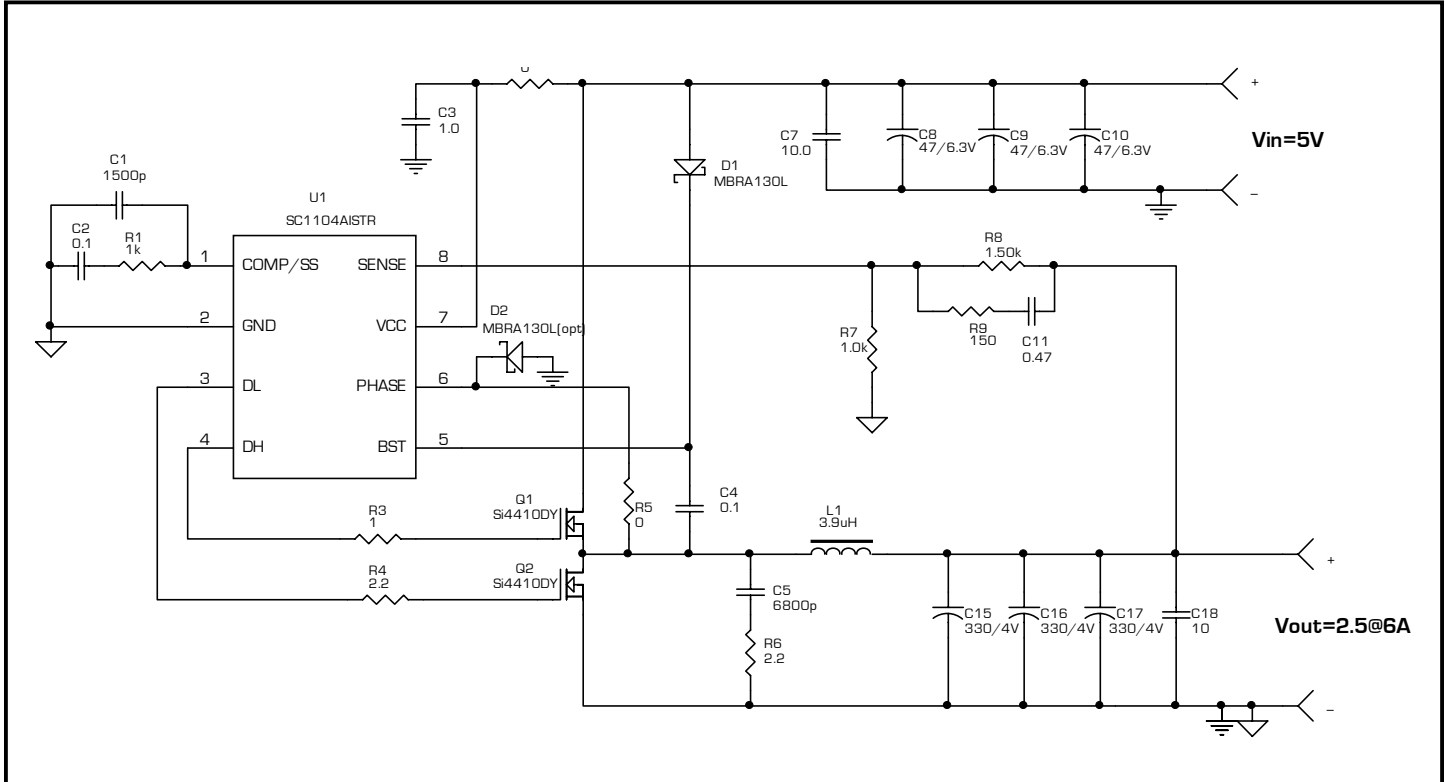 C3
1.0
C7
10.0
C8
47/6.3V
C9
47/6.3V
C10
47/6.3V
+
Vin=5V
–
D1
MBRA130L
C1
1500p
C2
0.1
R1
1k
U1
SC1104AISTR
1
COMP/SS
SENSE
8
2
GND
VCC
7
3
DL
PHASE
6
4
DH
BST
5
D2
MBRA130L(opt)
R8
1.50k
R9
150
C11
0.47
R7
1.0k
R3
1
R4
2.2
Q1
Si4410DY
Q2
Si4410DY
R5
0
C4
0.1
L1
3.9uH
C5
6800p
R6
2.2
C15
330/4V
C16
330/4V
C17
330/4V
C18
10
+
Vout=2.5@6A
–